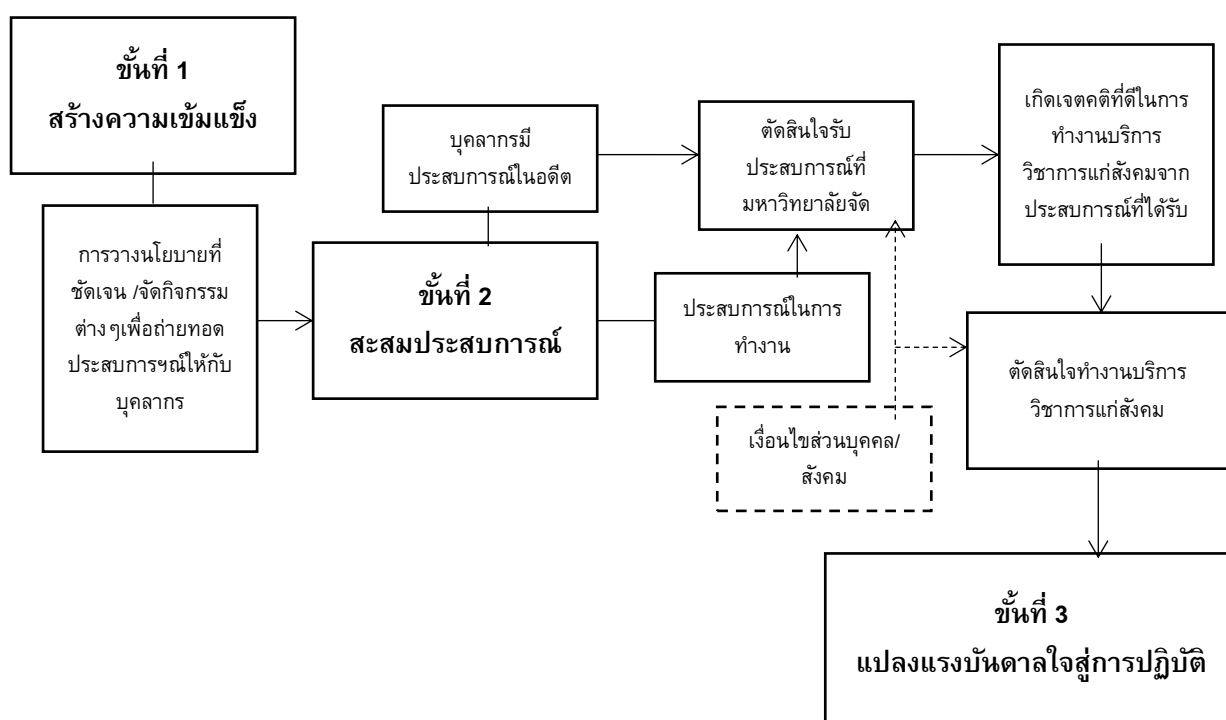 ขั้นที่ 1
สร้างความเข้มแข็ง
การวางนโยบายที่
ชัดเจน /จัดกิจกรรม
ต่างๆเพื่อถ่ายทอด
ประสบการฯณ์ให้กับ
บุคลากร
บุคลากรมี
ประสบการณ์ในอดีต
ขั้นที่ 2
สะสมประสบการณ์
ตัดสินใจรับ
ประสบการณ์ที่
มหาวิทยาลัยจัด
ประสบการณ์ในการ
ทำงาน
เงื่อนไขส่วนบุคคล/
สังคม
เกิดเจตคติที่ดีในการ
ทำงานบริการ
วิชาการแก่สังคมจาก
ประสบการณ์ที่ได้รับ
ตัดสินใจทำงานบริการ
วิชาการแก่สังคม
ขั้นที่ 3
แปลงแรงบันดาลใจสู่การปฏิบัติ